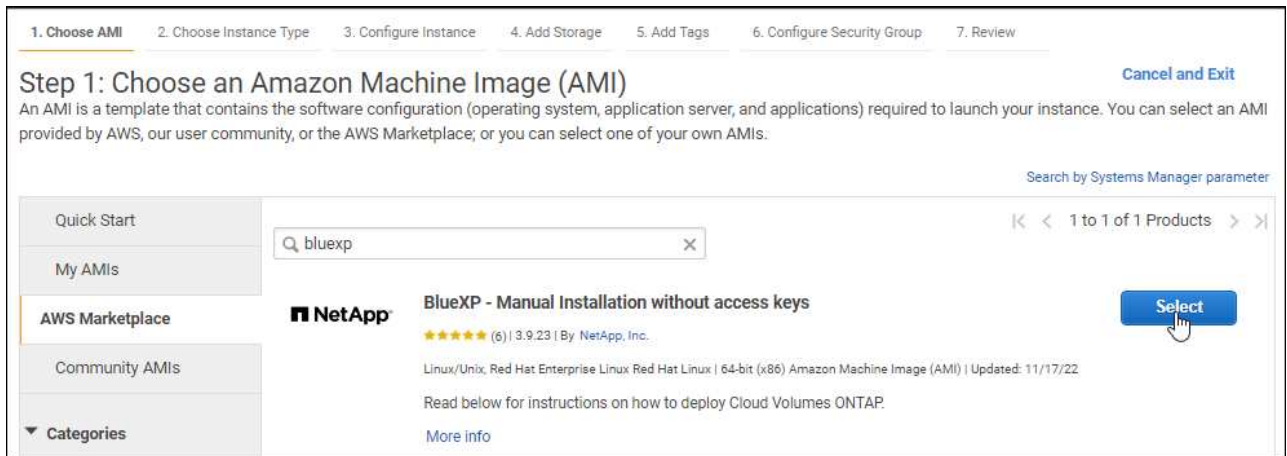 1. Choose AMI 2. Choose Instance Type 3. Configure Instance 4. Add Storage 5. Add Tags 6. Configure Security Group 7. Review
Step 1: Choose an Amazon Machine Image (AMI)
Cancel and Exit
An AMI is a template that contains the software configuration (operating system, application server, and applications) required to launch your instance. You can select an AMI
provided by AWS, our user community, or the AWS Marketplace; or you can select one of your own AMIs.
Search by Systems Manager parameter
Quick Start
My AMIs
AWS Marketplace
Community AMIs
Categories
bluexp
1 to 1 of 1 Products
NetApp
BlueXP - Manual Installation without access keys
(6) | 3.9.23 | By NetApp, Inc.
Linux/Unix, Red Hat Enterprise Linux Red Hat Linux | 64-bit (x86) Amazon Machine Image (AMI) | Updated: 11/17/22
Read below for instructions on how to deploy Cloud Volumes ONTAP.
More info
Select